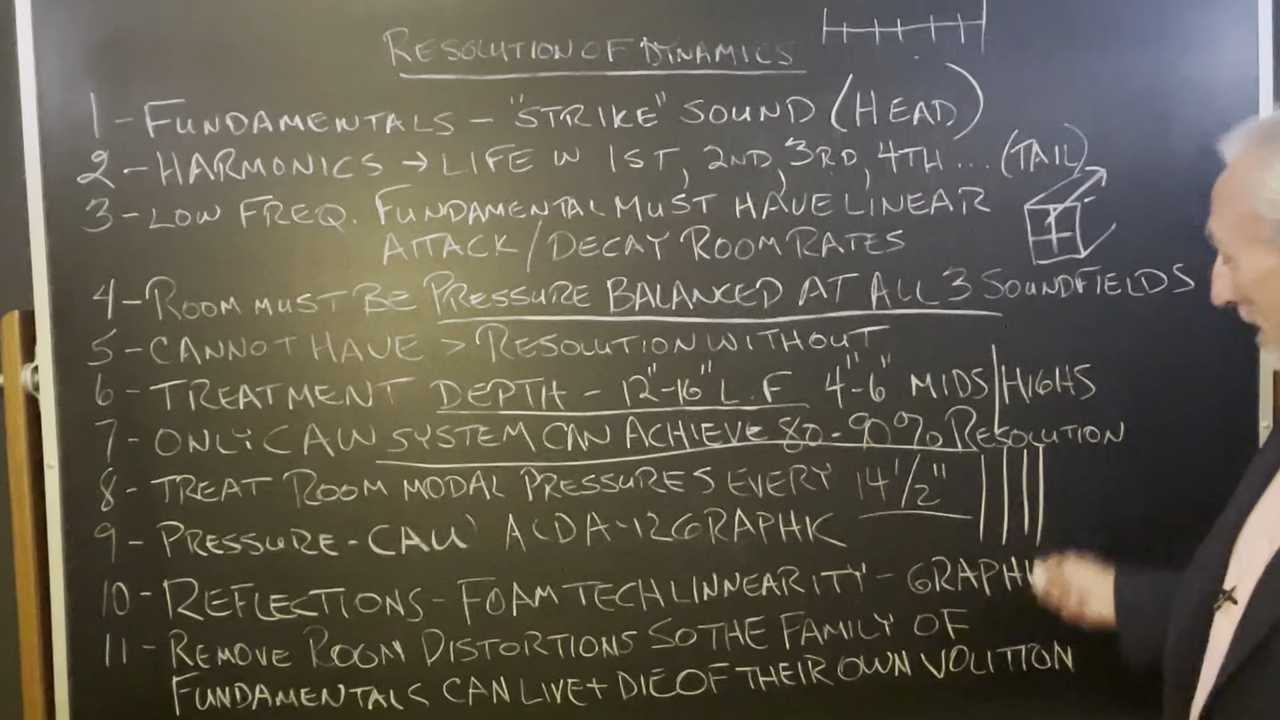 RESOLUTION OF DYNAMICS
1 - FUNDAMENTALS - "STRIKE" SOUND (HEAD)
2 - HARMONICS → LIFE IN 1ST, 2ND, 3RD, 4TH ... (TAIL)
3 - LOW FREQ. FUNDAMENTAL MUST HAVE LINEAR
ATTACK/DECAY ROOM RATES
4 - ROOM MUST BE PRESSURE BALANCED AT ALL 3 SOUNDFIELDS
5 - CANNOT HAVE > RESOLUTION WITHOUT
6 - TREATMENT DEPTH - 12"-16" L.F 4"-6" MIDS | HIGHS
7 - ONLY CAW SYSTEM CAN ACHIEVE 80-90% RESOLUTION
8 - TREAT ROOM MODAL PRESSURES EVERY 14 1/2"
9 - PRESSURE - CAW ACDA-12 GRAPHIC
10 - REFLECTIONS - FOAM TECH LINNEARITY - GRAPHI
11 - REMOVE ROOM DISTORTIONS SO THE FAMILY OF
FUNDAMENTALS CAN LIVE + DIE OF THEIR OWN VOLITION